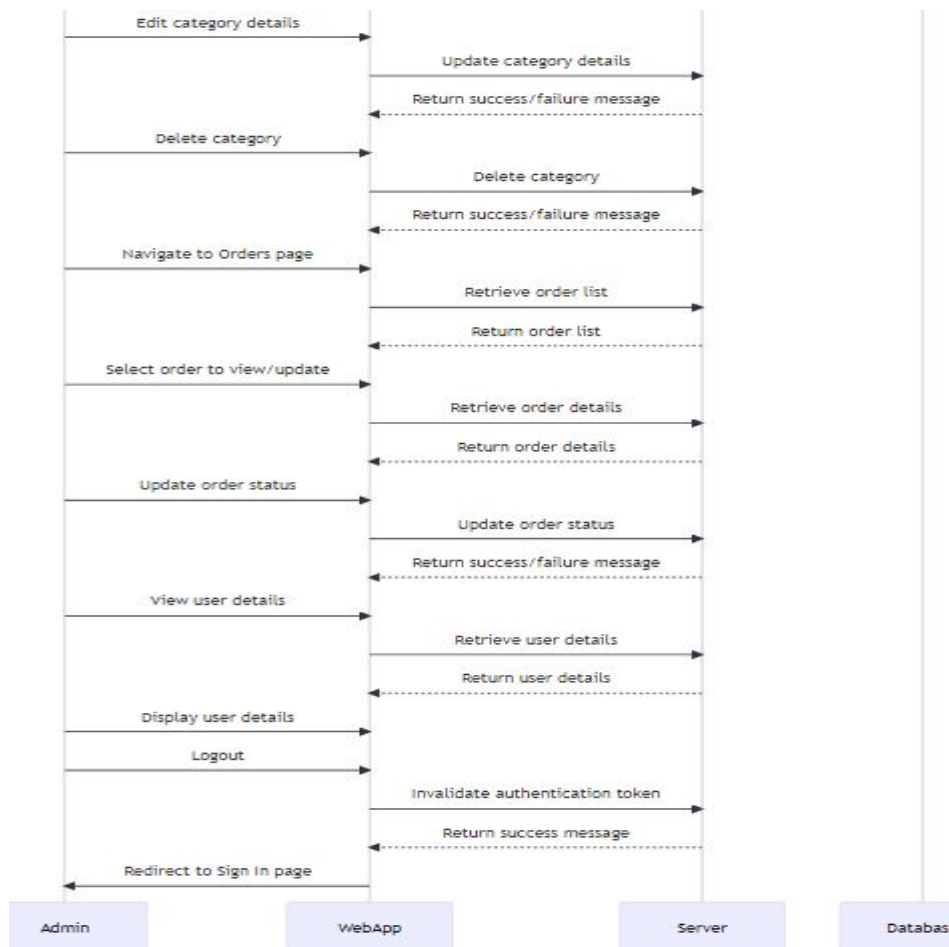 Edit category details
Update category details
Return success/failure message
Delete category
Delete category
Return success/failure message
Navigate to Orders page
Retrieve order list
Return order list
Select order to view/update
Retrieve order details
Return order details
Update order status
Update order status
Return success/failure message
View user details
Retrieve user details
Return user details
Display user details
Logout
Invalidate authentication token
Return success message
Redirect to Sign In page
Admin WebApp Server Databas